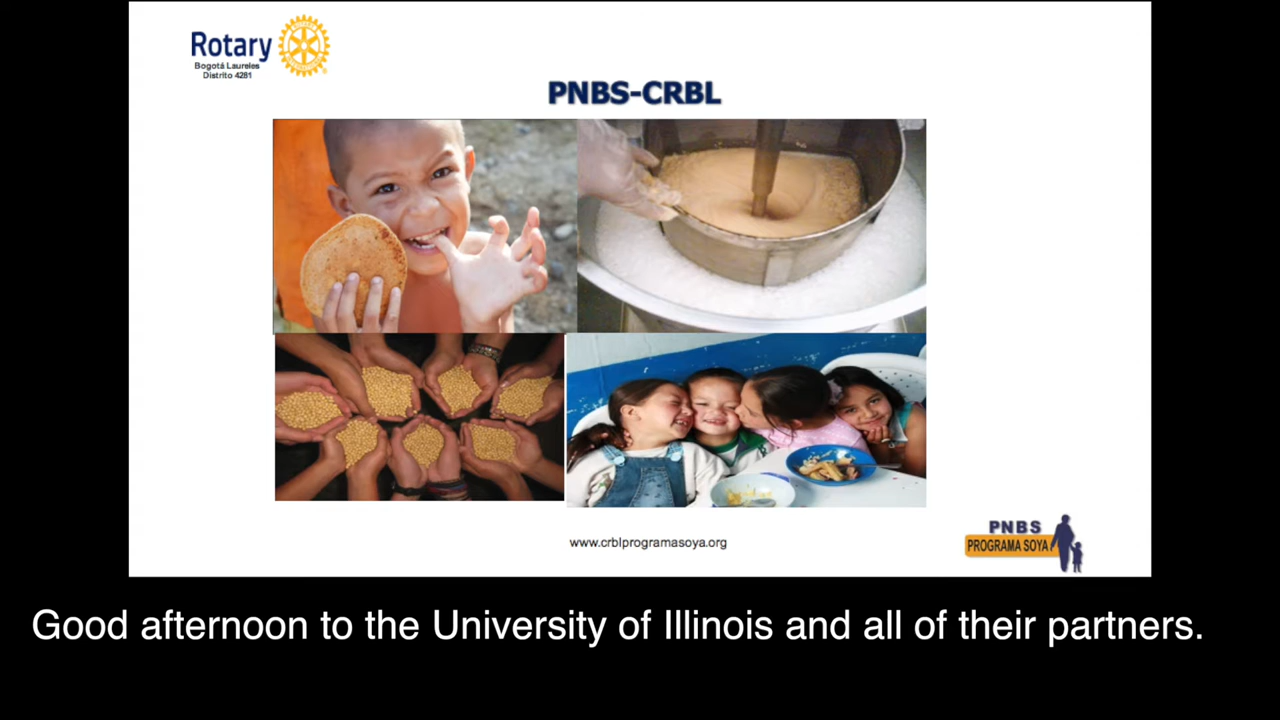 Rotary
Bogotá Laureles
Distrito 4281
PNBS-CRBL
www.crblprogramasoya.org
PNBS
PROGRAMA SOYA
Good afternoon to the University of Illinois and all of their partners.